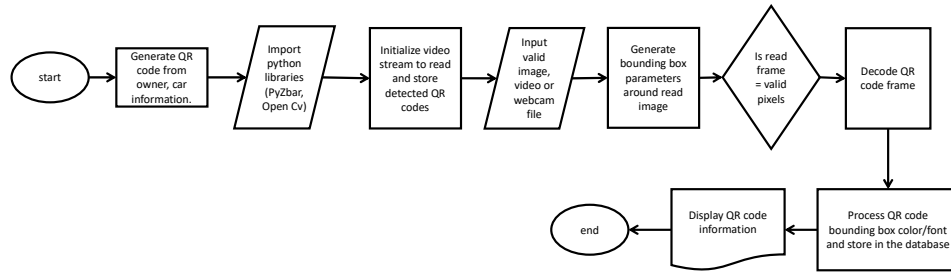 start
Generate QR
code from
owner, car
information.
Import
python
libraries
(PyZbar,
Open Cv)
Initialize video
stream to read
and store
detected QR
codes
Input
valid
image,
video or
webcam
file
Generate
bounding box
parameters
around read
image
Is read
frame
= valid
pixels
Decode QR
code frame
Process QR code
bounding box color/font
and store in the database
Display QR code
information
end